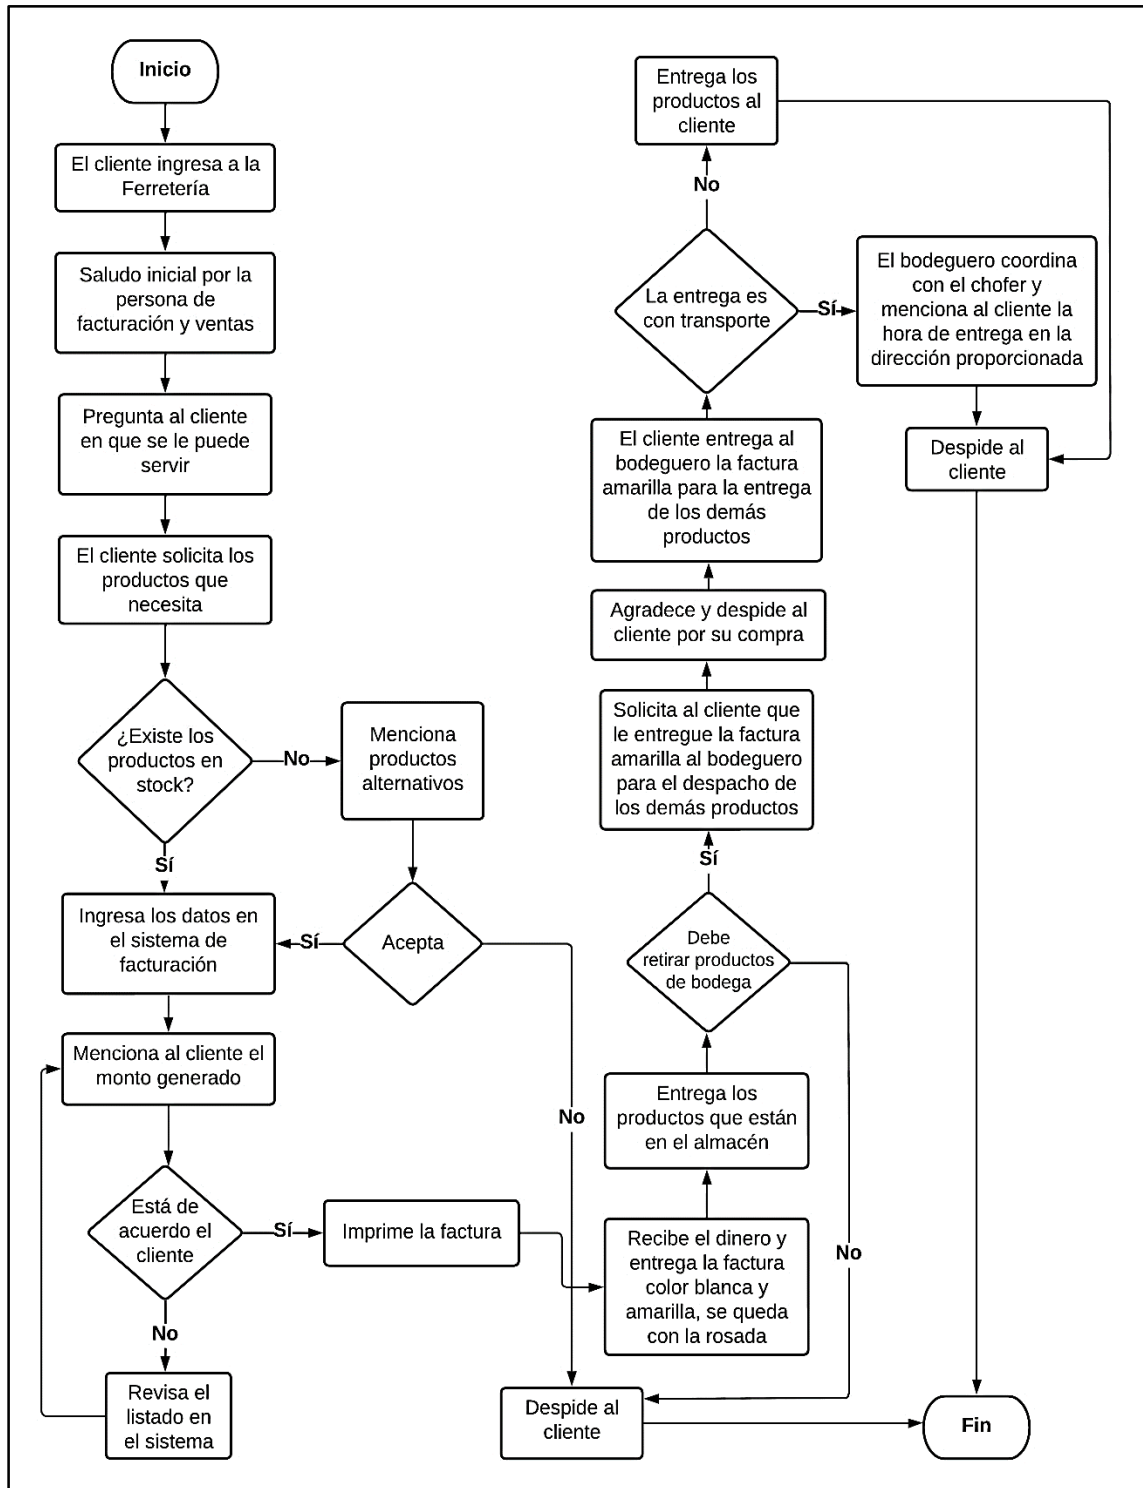 Inicio
El cliente ingresa a la
Ferretería
Saludo inicial por la
persona de
facturación y ventas
Pregunta al cliente
en que se le puede
servir
El cliente solicita los
productos que
necesita
¿Existe los
productos en
stock?
No
Menciona
productos
alternativos
Sí
Acepta
Sí
No
Ingresa los datos en
el sistema de
facturación
Menciona al cliente el
monto generado
Está de
acuerdo el
cliente
No
Revisa el
listado en
el sistema
Sí
Imprime la factura
Recibe el dinero y
entrega la factura
color blanca y
amarilla, se queda
con la rosada
Entrega los
productos que están
en el almacén
Debe
retirar productos
de bodega
No
Despide al
cliente
Sí
Solicita al cliente que
le entregue la factura
amarilla al bodeguero
para el despacho de
los demás productos
Agradece y despide al
cliente por su compra
El cliente entrega al
bodeguero la factura
amarilla para la entrega
de los demás
productos
La entrega es
con transporte
No
Entrega los
productos al
cliente
Sí
El bodeguero coordina
con el chofer y
menciona al cliente la
hora de entrega en la
dirección proporcionada
Despide al
cliente
Fin